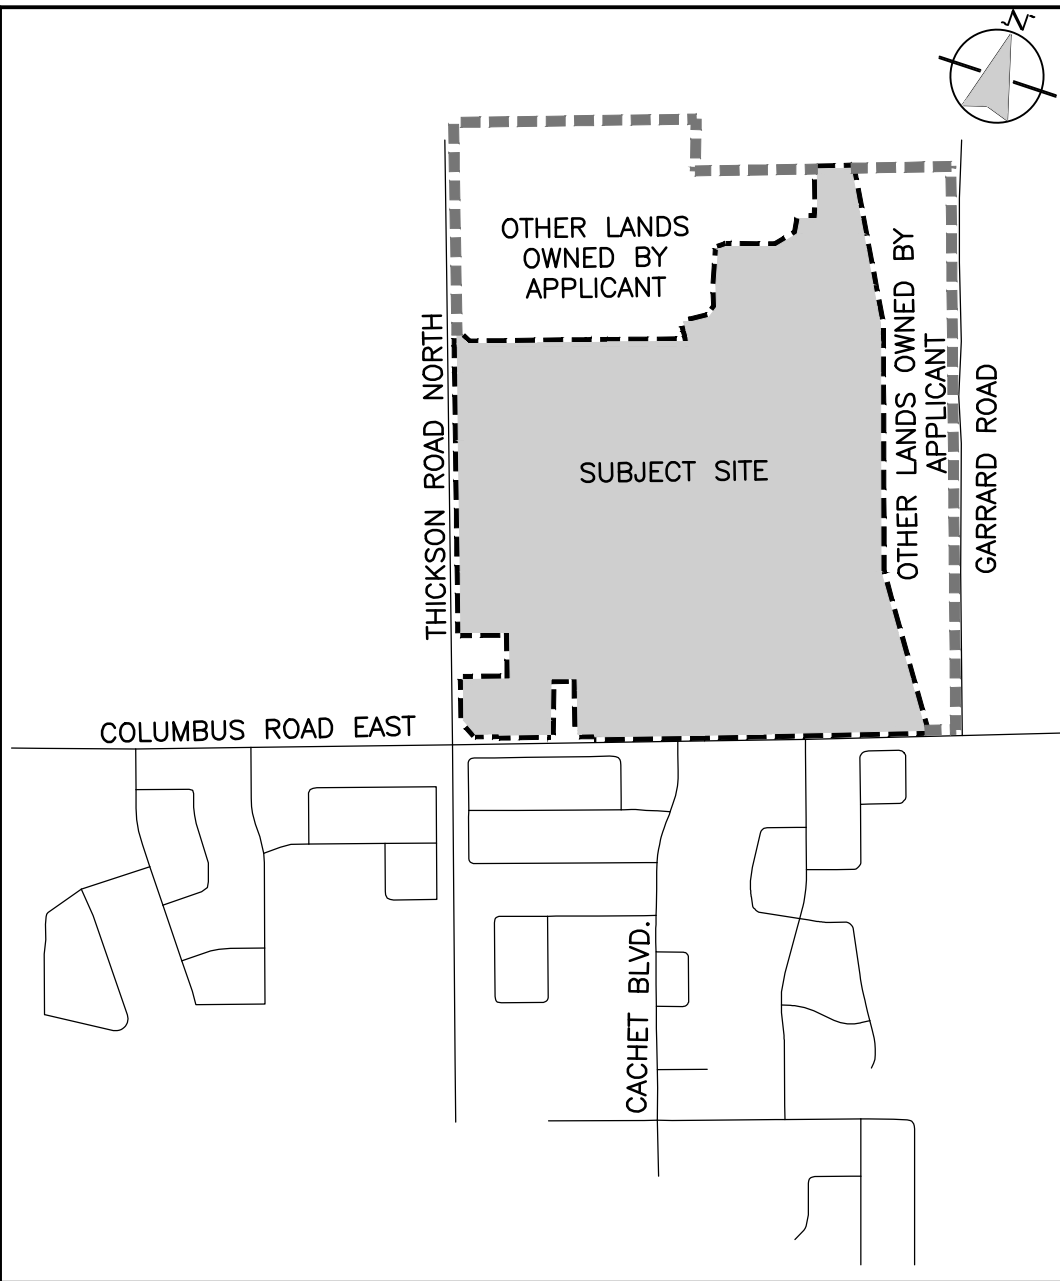 N
OTHER LANDS
OWNED BY
APPLICANT
OTHER LANDS OWNED BY
APPLICANT
THICKSON ROAD NORTH
GARRARD ROAD
SUBJECT SITE
COLUMBUS ROAD EAST
CACHET BLVD.